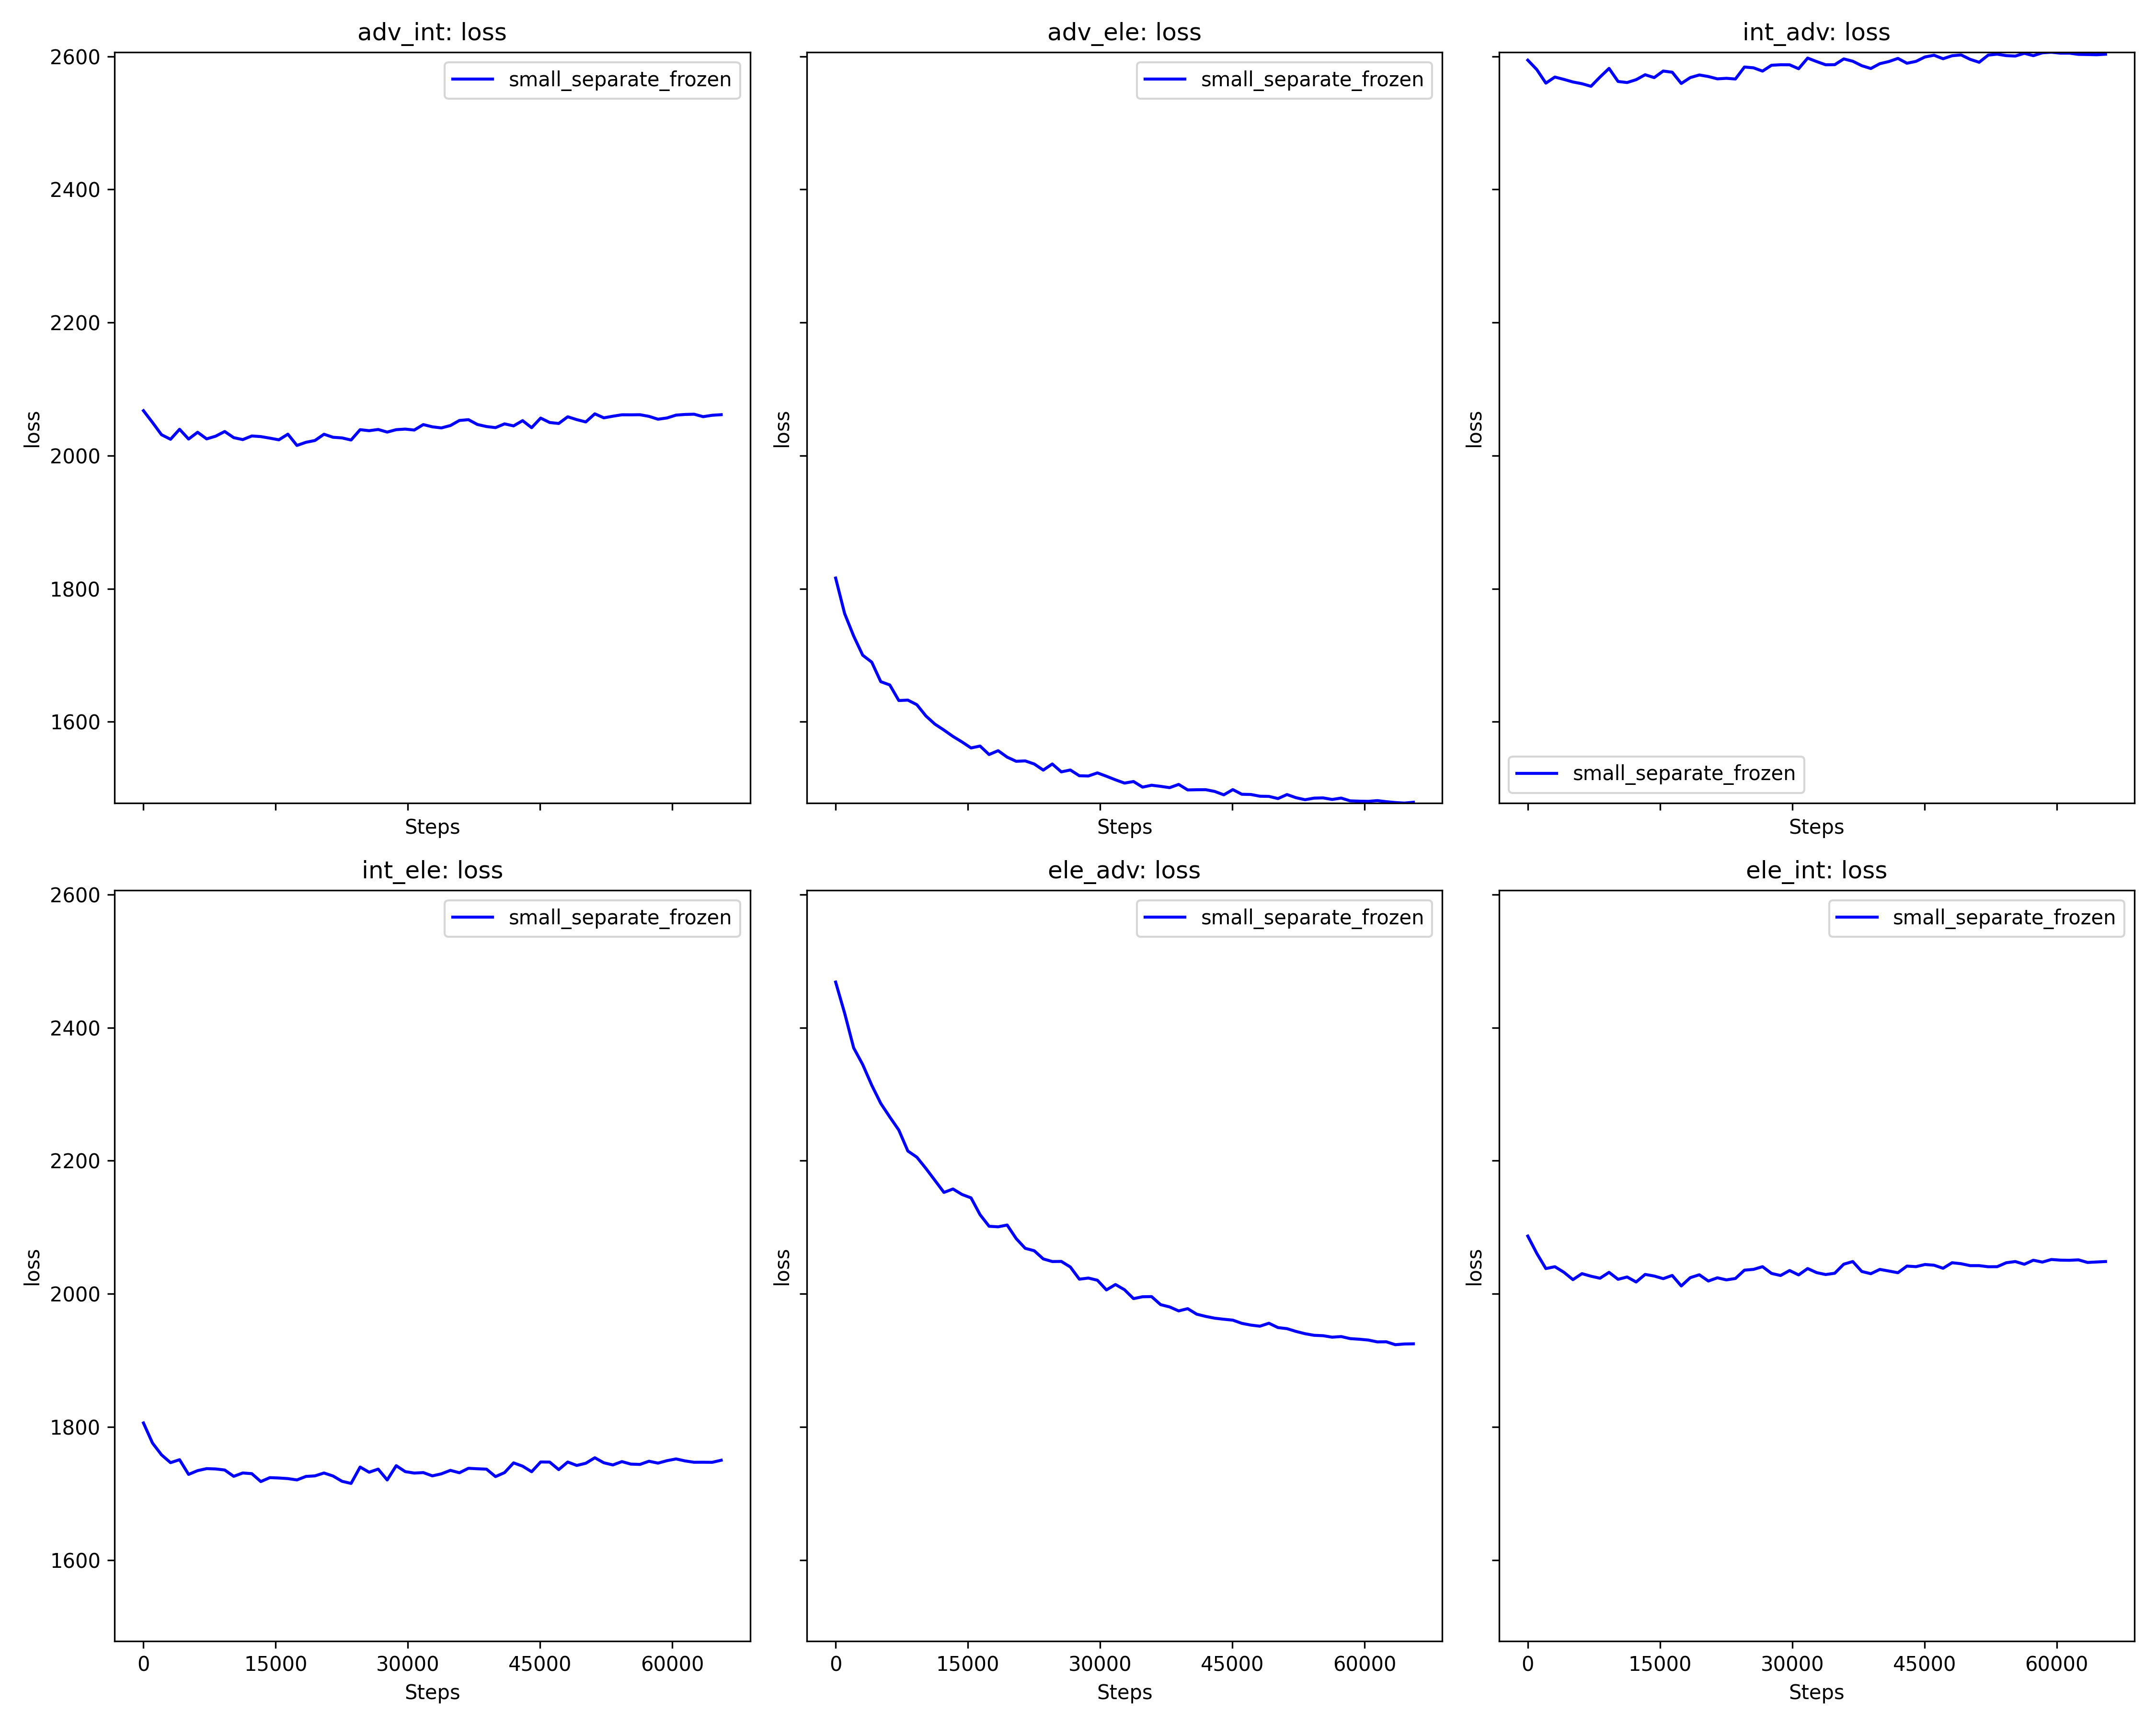 adv_int: loss
small_separate_frozen
2600
2400
2200
2000
1800
1600
loss
Steps
adv_ele: loss
small_separate_frozen
loss
Steps
int_adv: loss
small_separate_frozen
loss
Steps
int_ele: loss
small_separate_frozen
2600
2400
2200
2000
1800
1600
loss
0 15000 30000 45000 60000
Steps
ele_adv: loss
small_separate_frozen
loss
0 15000 30000 45000 60000
Steps
ele_int: loss
small_separate_frozen
loss
0 15000 30000 45000 60000
Steps